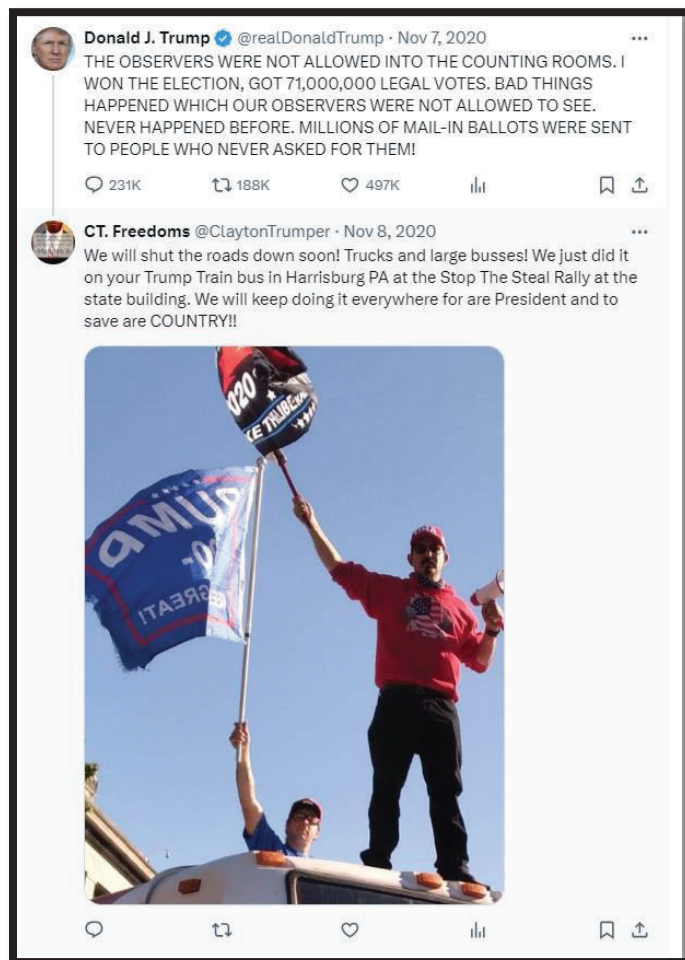 Donald J. Trump @realDonaldTrump · Nov 7, 2020
THE OBSERVERS WERE NOT ALLOWED INTO THE COUNTING ROOMS. I
WON THE ELECTION, GOT 71,000,000 LEGAL VOTES. BAD THINGS
HAPPENED WHICH OUR OBSERVERS WERE NOT ALLOWED TO SEE.
NEVER HAPPENED BEFORE. MILLIONS OF MAIL-IN BALLOTS WERE SENT
TO PEOPLE WHO NEVER ASKED FOR THEM!
231K 188K 497K
CT. Freedoms @ClaytonTrumper · Nov 8, 2020
We will shut the roads down soon! Trucks and large busses! We just did it
on your Trump Train bus in Harrisburg PA at the Stop The Steal Rally at the
state building. We will keep doing it everywhere for are President and to
save are COUNTRY!!
020
GREAT!